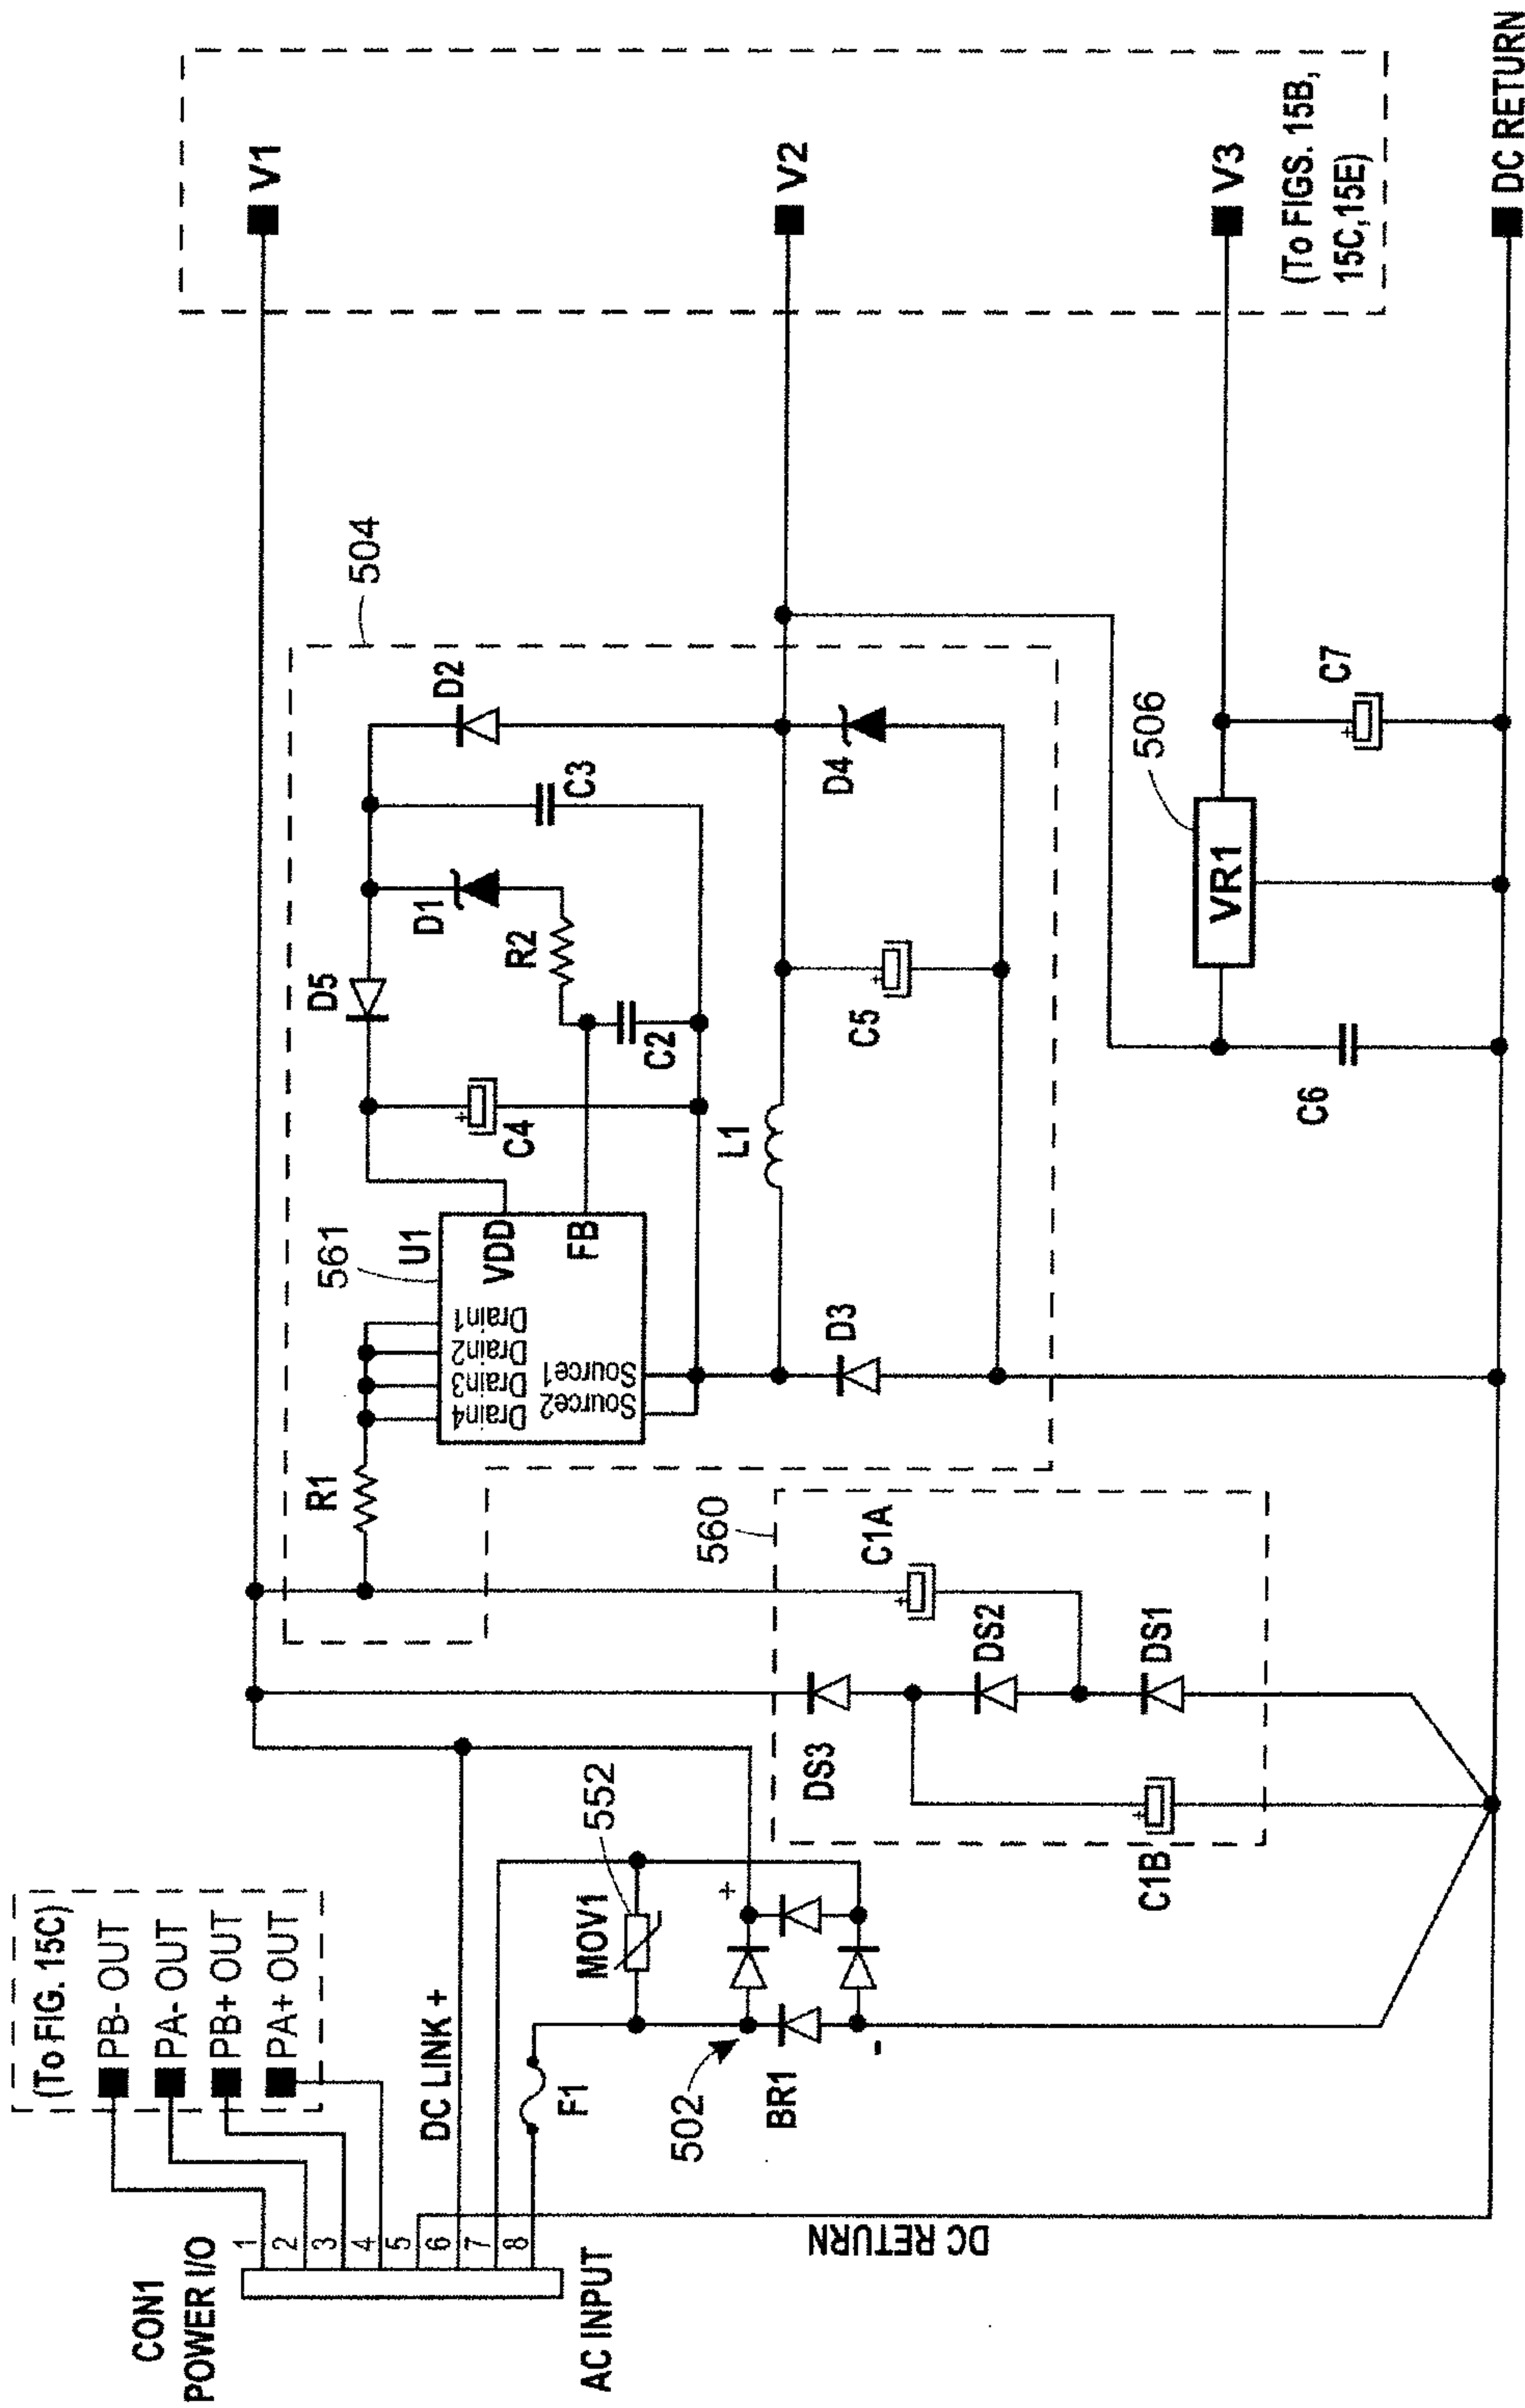 CON1
POWER I/O
1
2
3
4
5
6
7
8
AC INPUT
(To FIG. 15C)
PB- OUT
PA- OUT
PB+ OUT
PA+ OUT
DC LINK +
DC RETURN
F1
MOV1
552
502
BR1
+
-
DS3
C1B
+
560
C1A
+
DS2
DS1
R1
504
561
U1
VDD
FB
Drain1
Drain2
Drain3
Drain4
Source1
Source2
D5
C4
+
C2
R2
D1
C3
D2
L1
D3
C5
+
D4
506
VR1
C6
C7
+
V1
V2
V3
(To FIGS. 15B,
15C,15E)
DC RETURN